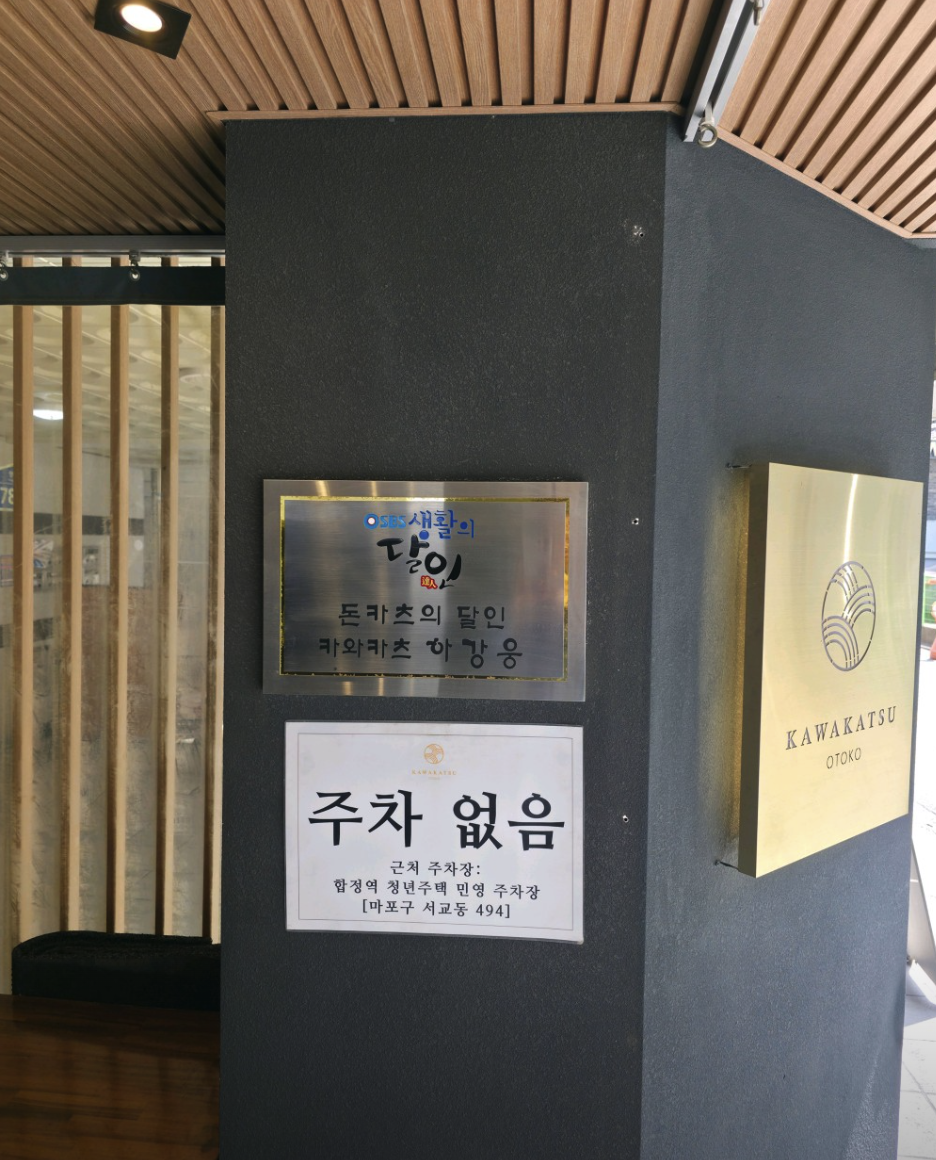 SBS 생활의
달인
達人
돈카츠의 달인
카와카츠 하강웅
KAWAKATSU
주차 없음
근처 주차장:
합정역 청년주택 민영 주차장
[마포구 서교동 494]
KAWAKATSU
OTOKO
78